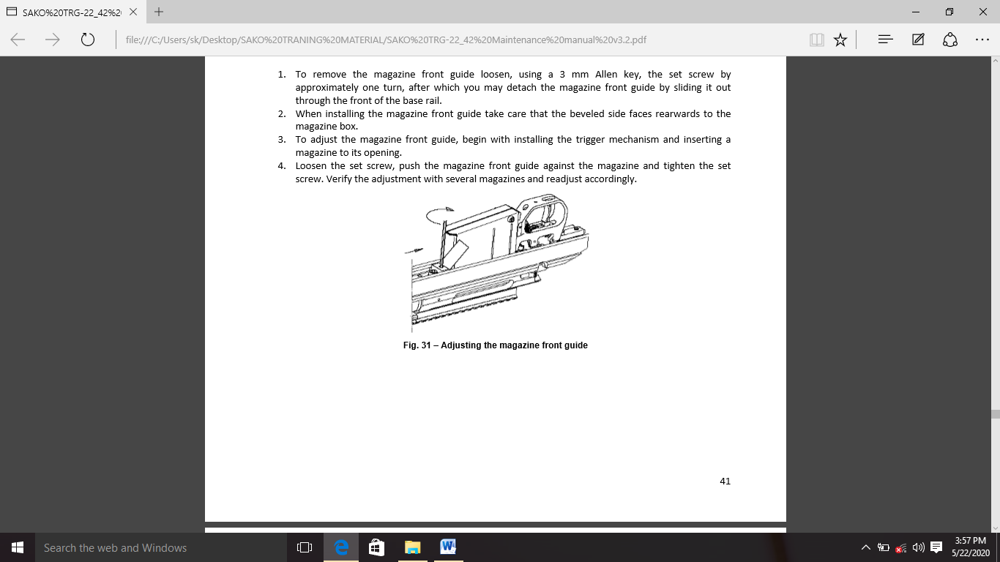 SAKO%20TRG-22_42%20
file:///C:/Users/sk/Desktop/SAKO%20TRANING%20MATERIAL/SAKO%20TRG-22_42%20Maintenance%20manual%20v3.2.pdf
1. To remove the magazine front guide loosen, using a 3 mm Allen key, the set screw by
approximately one turn, after which you may detach the magazine front guide by sliding it out
through the front of the base rail.
2. When installing the magazine front guide take care that the beveled side faces rearwards to the
magazine box.
3. To adjust the magazine front guide, begin with installing the trigger mechanism and inserting a
magazine to its opening.
4. Loosen the set screw, push the magazine front guide against the magazine and tighten the set
screw. Verify the adjustment with several magazines and readjust accordingly.
Fig. 31 – Adjusting the magazine front guide
41
Search the web and Windows
3:57 PM
5/22/2020